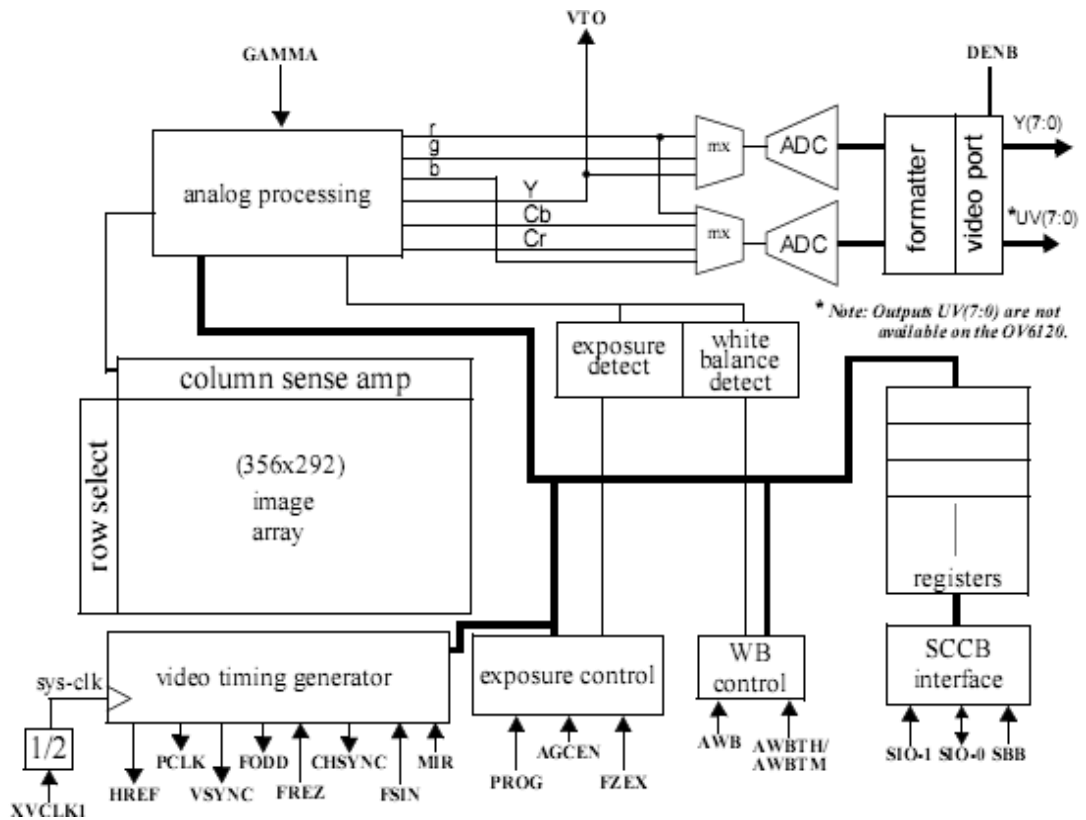 VTO
GAMMA
DENB
r
g
b
Y
Cb
Cr
analog processing
mx
ADC
mx
ADC
formatter
video port
Y(7:0)
*UV(7:0)
* Note: Outputs UV(7:0) are not
available on the OV6120.
exposure
detect
white
balance
detect
column sense amp
row select
(356x292)
image
array
registers
sys-clk
video timing generator
exposure control
WB
control
SCCB
interface
1/2
XVCLK1
HREF
PCLK
VSYNC
FODD
FREZ
CHSYNC
FSIN
MIR
PROG
AGCEN
FZEX
AWB
AWBTH/
AWBTM
SIO-1
SIO-0
SBB